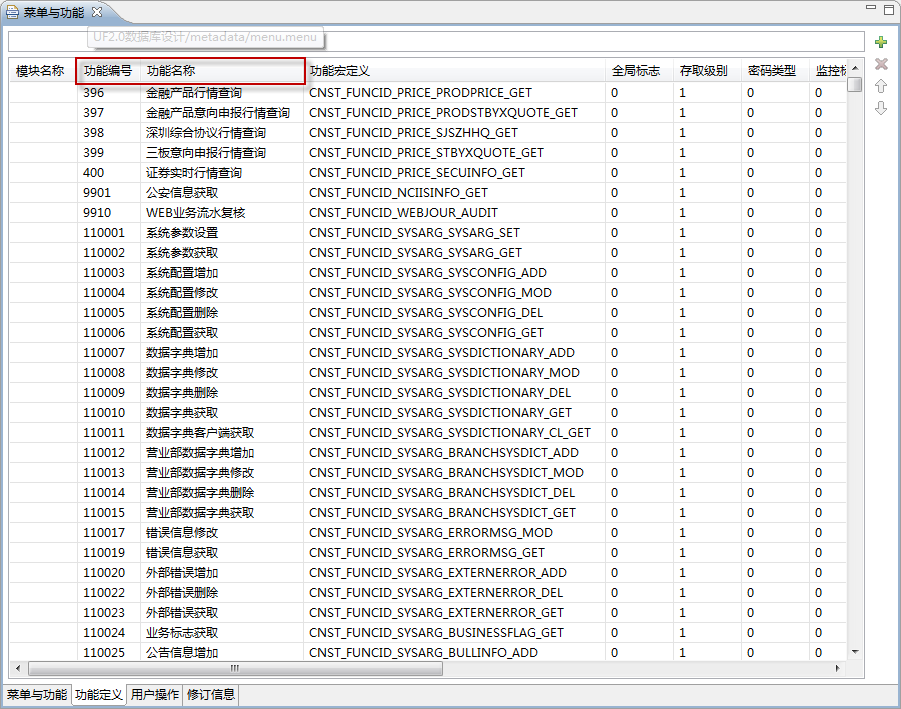 菜单与功能
UF2.0数据库设计/metadata/menu.menu
模块名称 功能编号 功能名称 功能宏定义 全局标志 存取级别 密码类型 监控标
396 金融产品行情查询 CNST_FUNCID_PRICE_PRODPRICE_GET 0 1 0 0
397 金融产品意向申报行情查询 CNST_FUNCID_PRICE_PRODSTBYXQUOTE_GET 0 1 0 0
398 深圳综合协议行情查询 CNST_FUNCID_PRICE_SJSZHHQ_GET 0 1 0 0
399 三板意向申报行情查询 CNST_FUNCID_PRICE_STBYXQUOTE_GET 0 1 0 0
400 证券实时行情查询 CNST_FUNCID_PRICE_SECUINFO_GET 0 1 0 0
9901 公安信息获取 CNST_FUNCID_NCIISINFO_GET 0 1 0 0
9910 WEB业务流水复核 CNST_FUNCID_WEBJOUR_AUDIT 0 1 0 0
110001 系统参数设置 CNST_FUNCID_SYSARG_SYSARG_SET 0 1 0 0
110002 系统参数获取 CNST_FUNCID_SYSARG_SYSARG_GET 0 1 0 0
110003 系统配置增加 CNST_FUNCID_SYSARG_SYSCONFIG_ADD 0 1 0 0
110004 系统配置修改 CNST_FUNCID_SYSARG_SYSCONFIG_MOD 0 1 0 0
110005 系统配置删除 CNST_FUNCID_SYSARG_SYSCONFIG_DEL 0 1 0 0
110006 系统配置获取 CNST_FUNCID_SYSARG_SYSCONFIG_GET 0 1 0 0
110007 数据字典增加 CNST_FUNCID_SYSARG_SYSDICTIONARY_ADD 0 1 0 0
110008 数据字典修改 CNST_FUNCID_SYSARG_SYSDICTIONARY_MOD 0 1 0 0
110009 数据字典删除 CNST_FUNCID_SYSARG_SYSDICTIONARY_DEL 0 1 0 0
110010 数据字典获取 CNST_FUNCID_SYSARG_SYSDICTIONARY_GET 0 1 0 0
110011 数据字典客户端获取 CNST_FUNCID_SYSARG_SYSDICTIONARY_CL_GET 0 1 0 0
110012 营业部数据字典增加 CNST_FUNCID_SYSARG_BRANCHSYSDICT_ADD 0 1 0 0
110013 营业部数据字典修改 CNST_FUNCID_SYSARG_BRANCHSYSDICT_MOD 0 1 0 0
110014 营业部数据字典删除 CNST_FUNCID_SYSARG_BRANCHSYSDICT_DEL 0 1 0 0
110015 营业部数据字典获取 CNST_FUNCID_SYSARG_BRANCHSYSDICT_GET 0 1 0 0
110017 错误信息修改 CNST_FUNCID_SYSARG_ERRORMSG_MOD 0 1 0 0
110019 错误信息获取 CNST_FUNCID_SYSARG_ERRORMSG_GET 0 1 0 0
110020 外部错误增加 CNST_FUNCID_SYSARG_EXTERNERROR_ADD 0 1 0 0
110022 外部错误删除 CNST_FUNCID_SYSARG_EXTERNERROR_DEL 0 1 0 0
110023 外部错误获取 CNST_FUNCID_SYSARG_EXTERNERROR_GET 0 1 0 0
110024 业务标志获取 CNST_FUNCID_SYSARG_BUSINESSFLAG_GET 0 1 0 0
110025 公告信息增加 CNST_FUNCID_SYSARG_BULLINFO_ADD 0 1 0 0
菜单与功能 功能定义 用户操作 修订信息